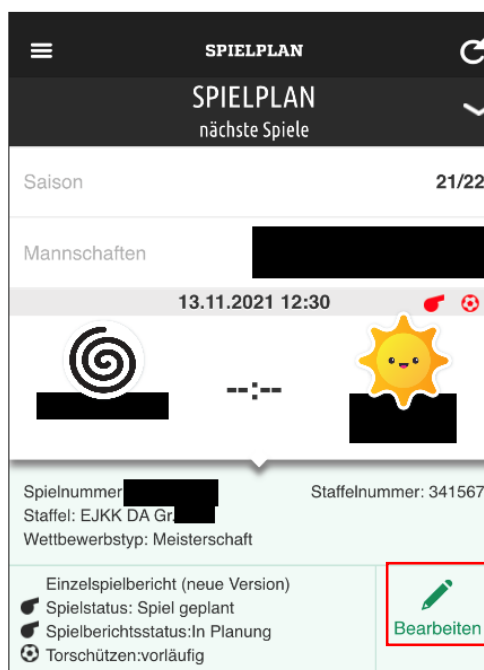 SPIELPLAN
SPIELPLAN
nächste Spiele
Saison 21/22
Mannschaften
13.11.2021 12:30
--:--
Spielnummer Staffelnummer: 341567
Staffel: EJKK DA Gr.
Wettbewerbstyp: Meisterschaft
Einzelspielbericht (neue Version)
Spielstatus: Spiel geplant
Spielberichtsstatus:In Planung
Torschützen:vorläufig
Bearbeiten